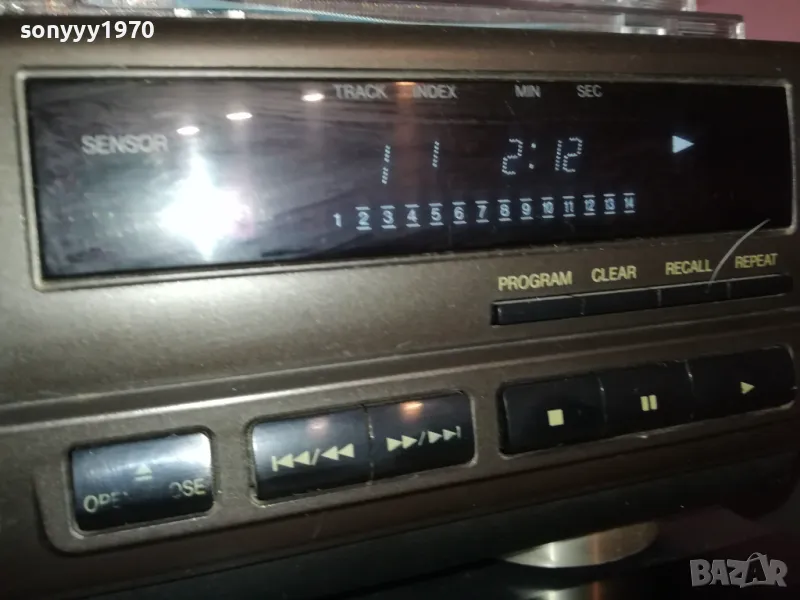 sonyyy1970
TRACK INDEX MIN SEC
SENSOR
1 1 2:12
1 2 3 4 5 6 7 8 9 10 11 12 13 14
PROGRAM CLEAR RECALL REPEAT
BAZAR